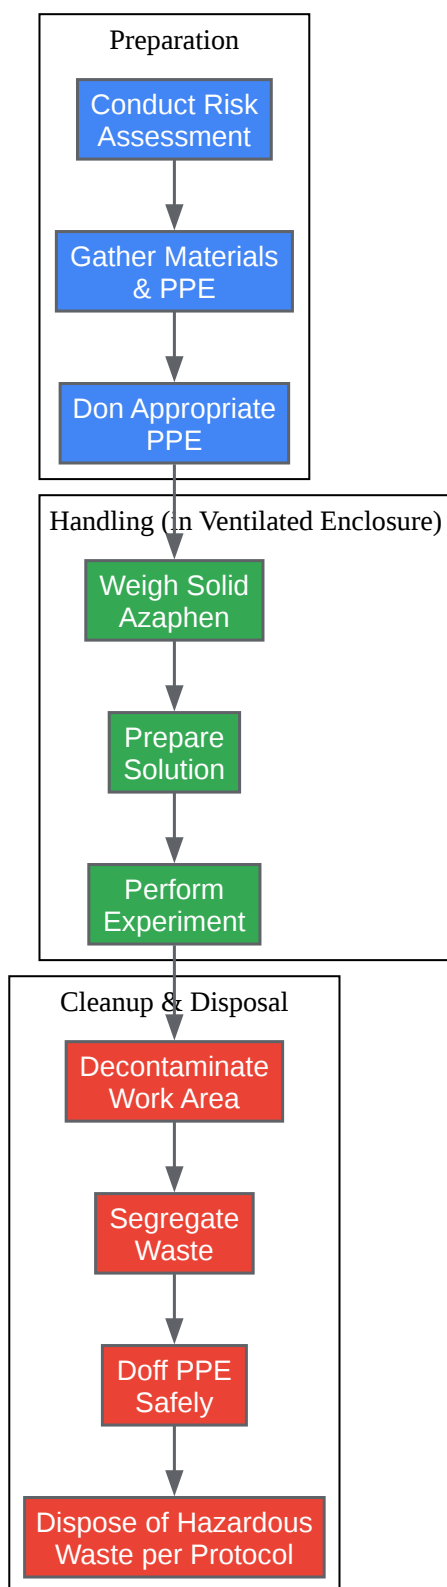 Preparation
Conduct Risk
Assessment
Gather Materials
& PPE
Don Appropriate
PPE
Handling (in Ventilated Enclosure)
Weigh Solid
Azaphen
Prepare
Solution
Perform
Experiment
Cleanup & Disposal
Decontaminate
Work Area
Segregate
Waste
Doff PPE
Safely
Dispose of Hazardous
Waste per Protocol